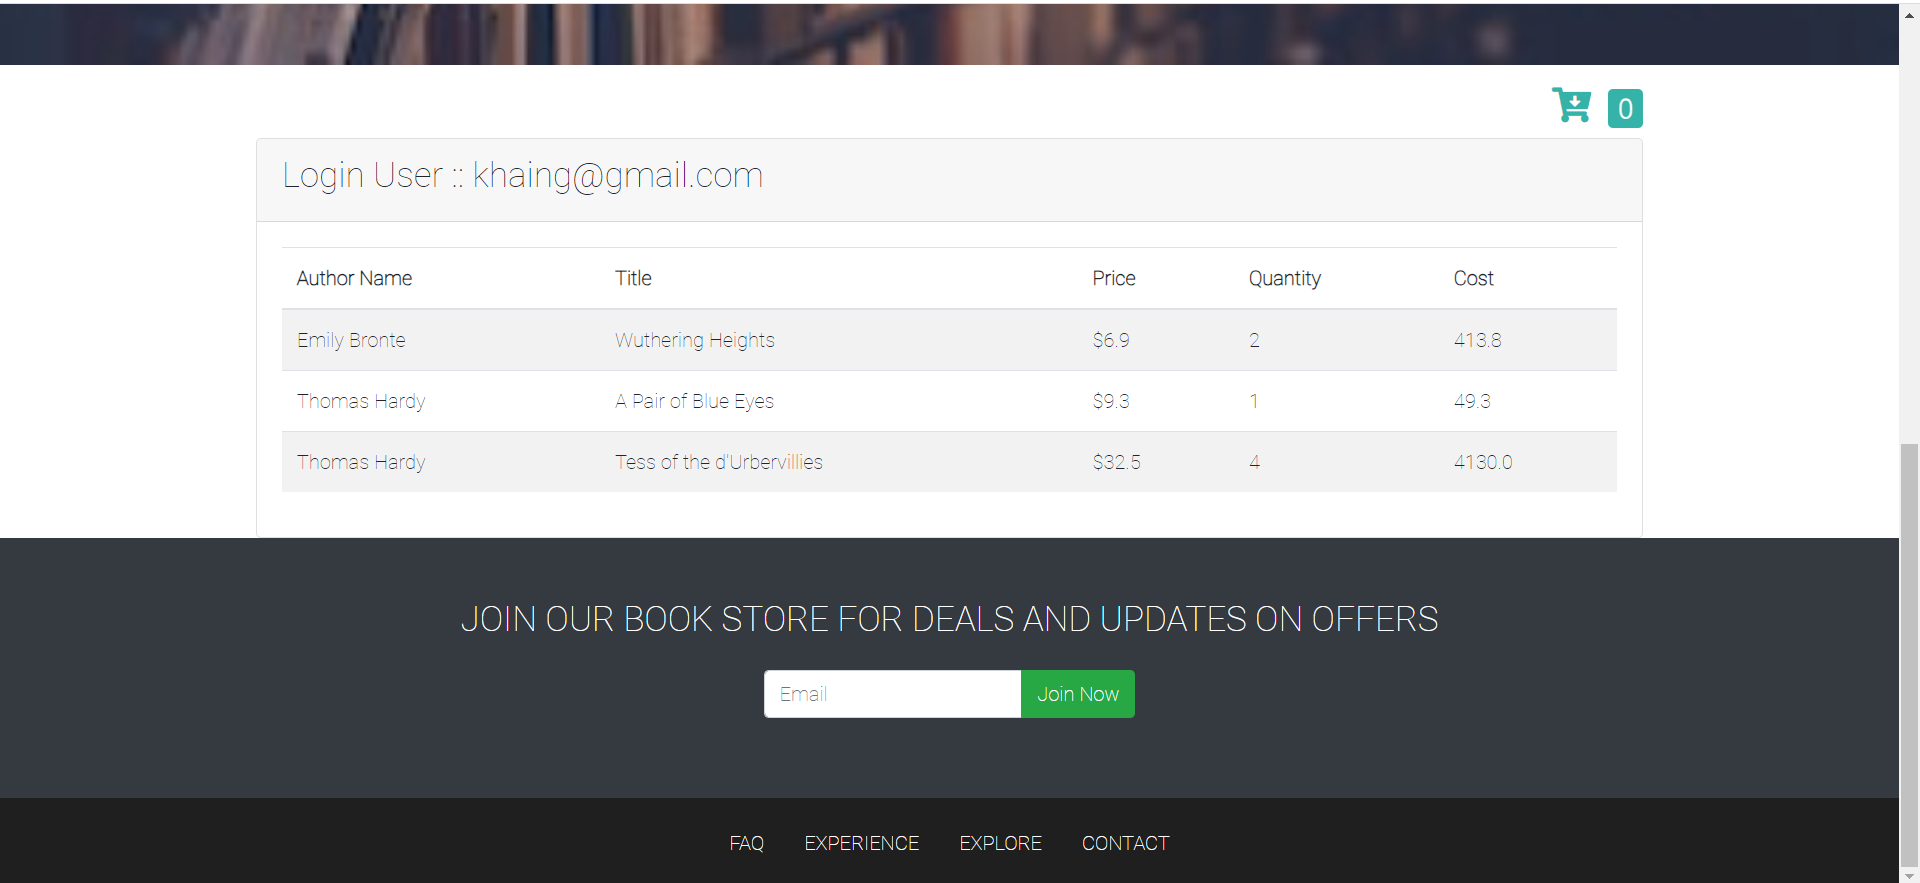 0
Login User :: khaing@gmail.com
Author Name Title Price Quantity Cost
Emily Bronte Wuthering Heights $6.9 2 413.8
Thomas Hardy A Pair of Blue Eyes $9.3 1 49.3
Thomas Hardy Tess of the d'Urbervillies $32.5 4 4130.0
JOIN OUR BOOK STORE FOR DEALS AND UPDATES ON OFFERS
Email Join Now
FAQ EXPERIENCE EXPLORE CONTACT